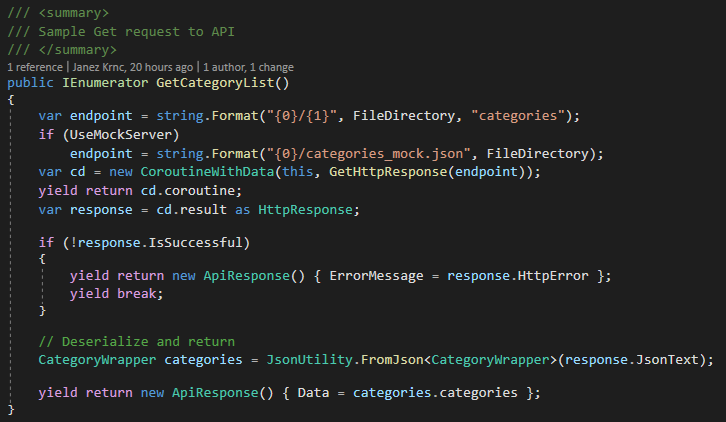 /// <summary>
/// Sample Get request to API
/// </summary>
1 reference | Janez Krnc, 20 hours ago | 1 author, 1 change
public IEnumerator GetCategoryList()
{
    var endpoint = string.Format("{0}/{1}", FileDirectory, "categories");
    if (UseMockServer)
        endpoint = string.Format("{0}/categories_mock.json", FileDirectory);
    var cd = new CoroutineWithData(this, GetHttpResponse(endpoint));
    yield return cd.coroutine;
    var response = cd.result as HttpResponse;

    if (!response.IsSuccessful)
    {
        yield return new ApiResponse() { ErrorMessage = response.HttpError };
        yield break;
    }

    // Deserialize and return
    CategoryWrapper categories = JsonUtility.FromJson<CategoryWrapper>(response.JsonText);

    yield return new ApiResponse() { Data = categories.categories };
}